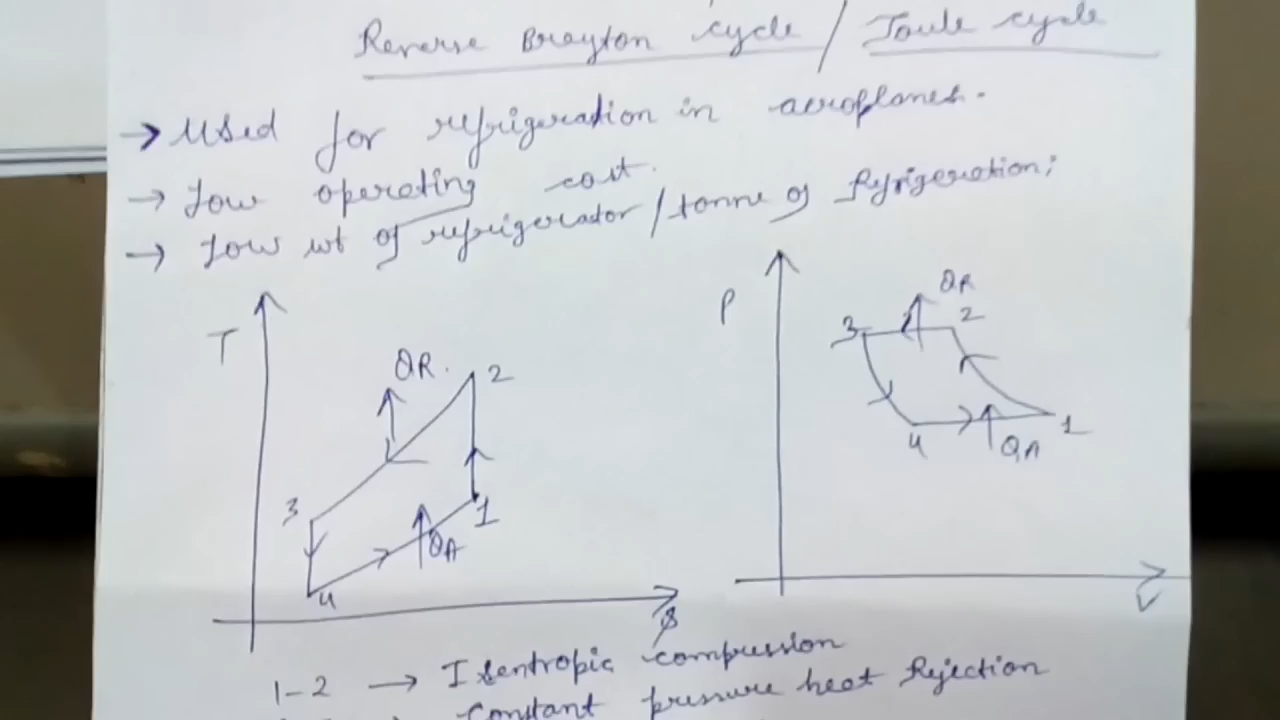 Reverse Brayton cycle / Joule cycle
→ Used for refrigeration in aeroplanes.
→ Low operating cost.
→ Low wt of refrigerator / tonne of Refrigeration;
T
QR.
2
3
1
QA
4
S
P
QR
3
2
4
1
QA
V
1-2 → Isentropic compression
→ Constant pressure heat Rejection